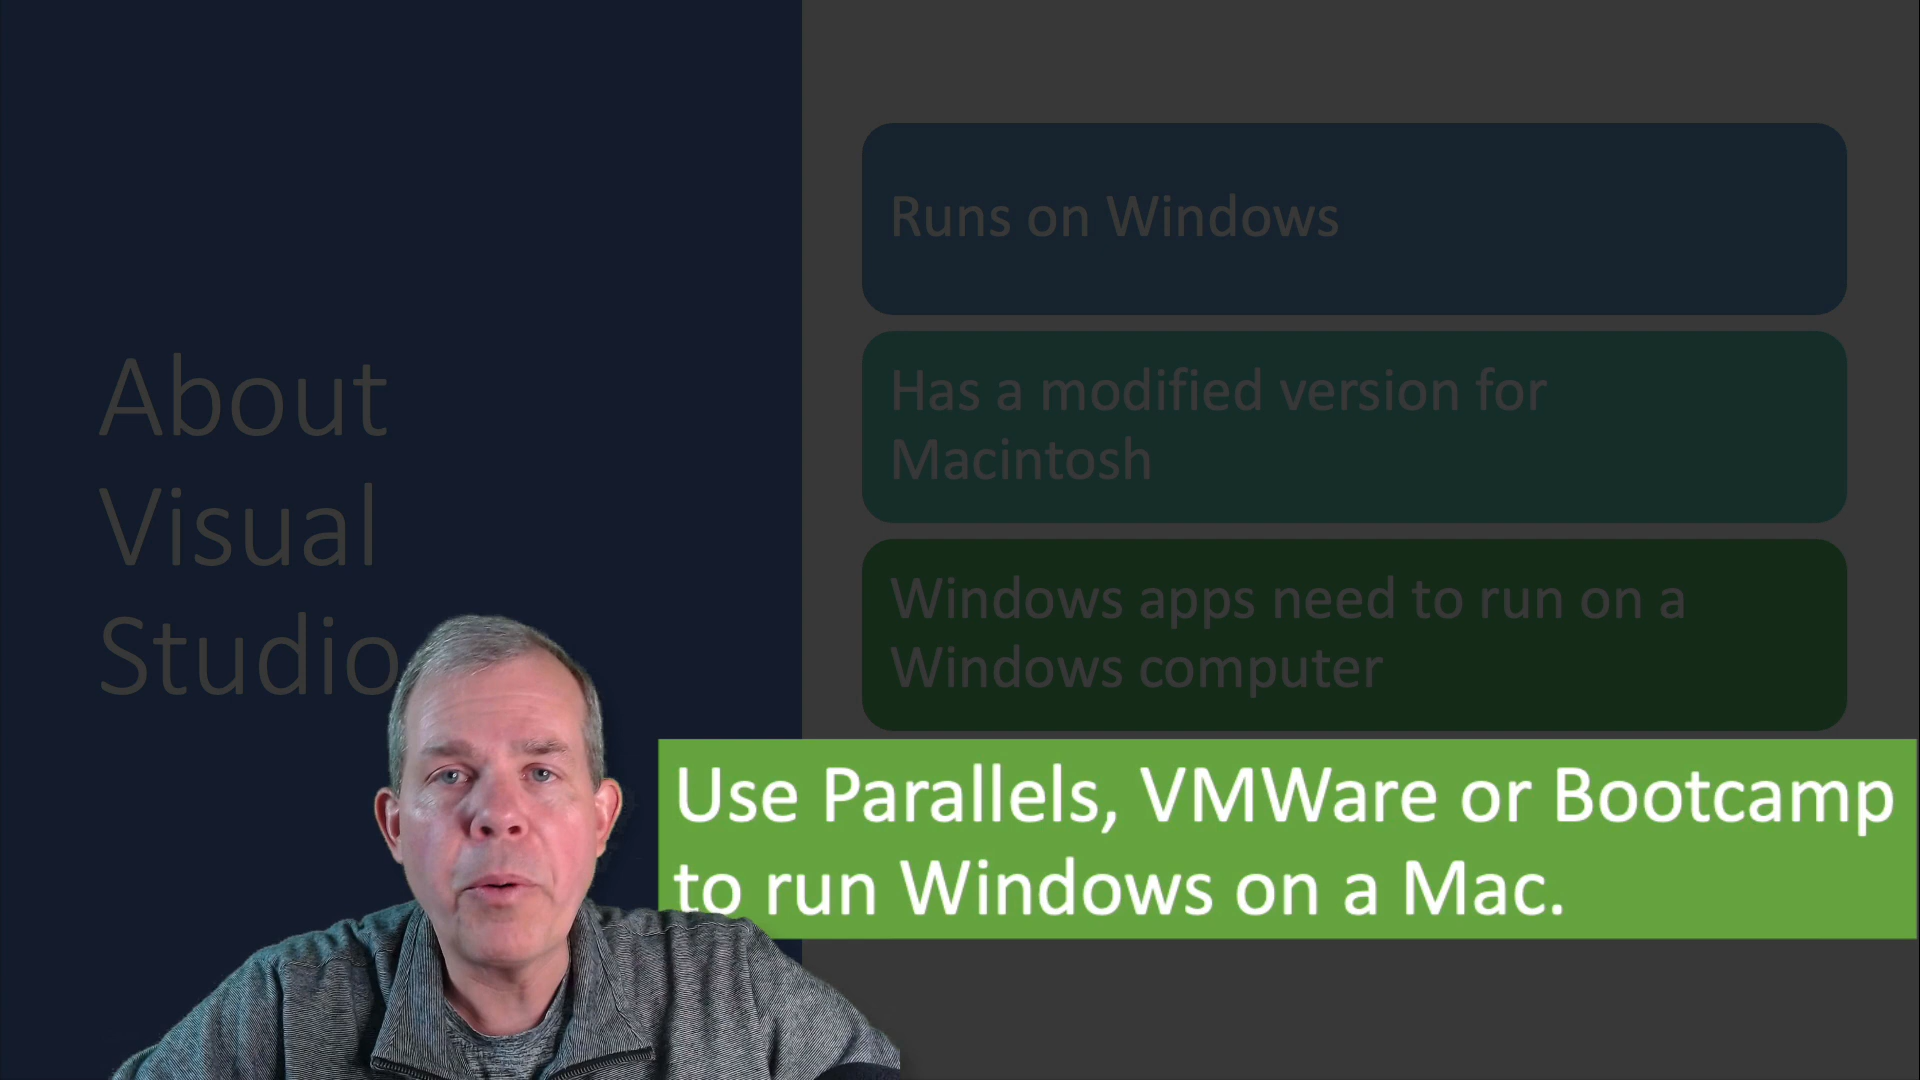 About
Visual
Studio
Runs on Windows
Has a modified version for
Macintosh
Windows apps need to run on a
Windows computer
Use Parallels, VMWare or Bootcamp
to run Windows on a Mac.